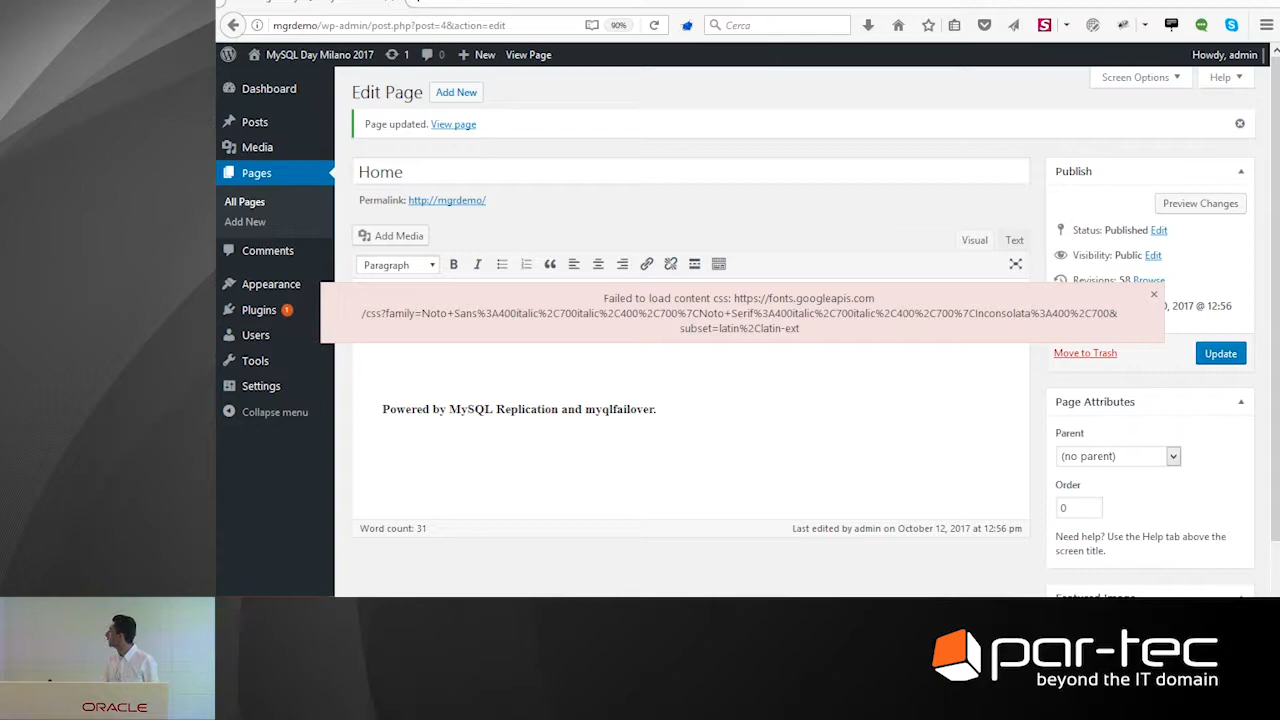 mgrdemo/wp-admin/post.php?post=4&action=edit
90%
Cerca
MySQL Day Milano 2017
1
0
New
View Page
Howdy, admin
Dashboard
Posts
Media
Pages
All Pages
Add New
Comments
Appearance
Plugins 1
Users
Tools
Settings
Collapse menu
Screen Options
Help
Edit Page
Add New
Page updated. View page
Home
Permalink: http://mgrdemo/
Add Media
Visual
Text
Paragraph
B
I
Failed to load content css: https://fonts.googleapis.com
/css?family=Noto+Sans%3A400italic%2C700italic%2C400%2C700%7CNoto+Serif%3A400italic%2C700italic%2C400%2C700%7CInconsolata%3A400%2C700&
subset=latin%2Clatin-ext
Powered by MySQL Replication and myqlfailover.
Word count: 31
Last edited by admin on October 12, 2017 at 12:56 pm
Publish
Preview Changes
Status: Published Edit
Visibility: Public Edit
Revisions: 58 Browse
0, 2017 @ 12:56
Move to Trash
Update
Page Attributes
Parent
(no parent)
Order
0
Need help? Use the Help tab above the
screen title.
Featured Image
ORACLE
par-tec
beyond the IT domain